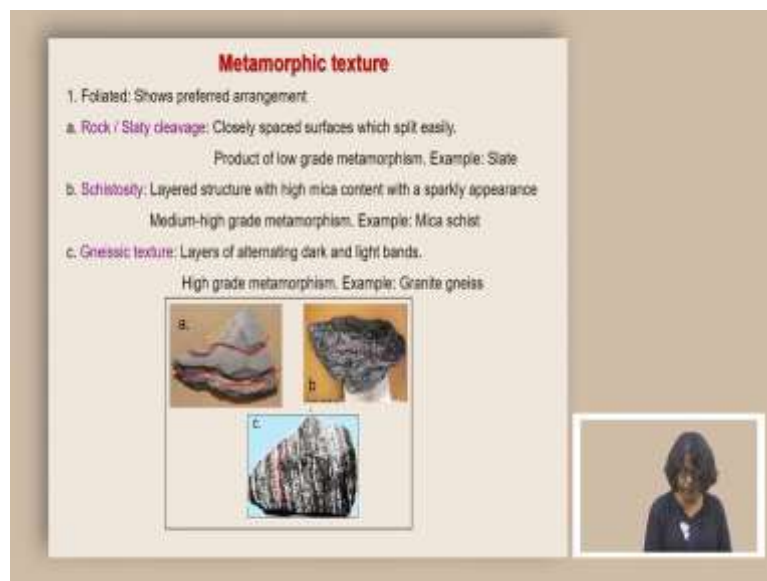 Metamorphic texture
1. Foliated: Shows preferred arrangement
a. Rock / Slaty cleavage: Closely spaced surfaces which split easily.
Product of low grade metamorphism. Example: Slate
b. Schistosity: Layered structure with high mica content with a sparkly appearance
Medium-high grade metamorphism. Example: Mica schist
c. Gneissic texture: Layers of alternating dark and light bands.
High grade metamorphism. Example: Granite gneiss
a.
b
c.